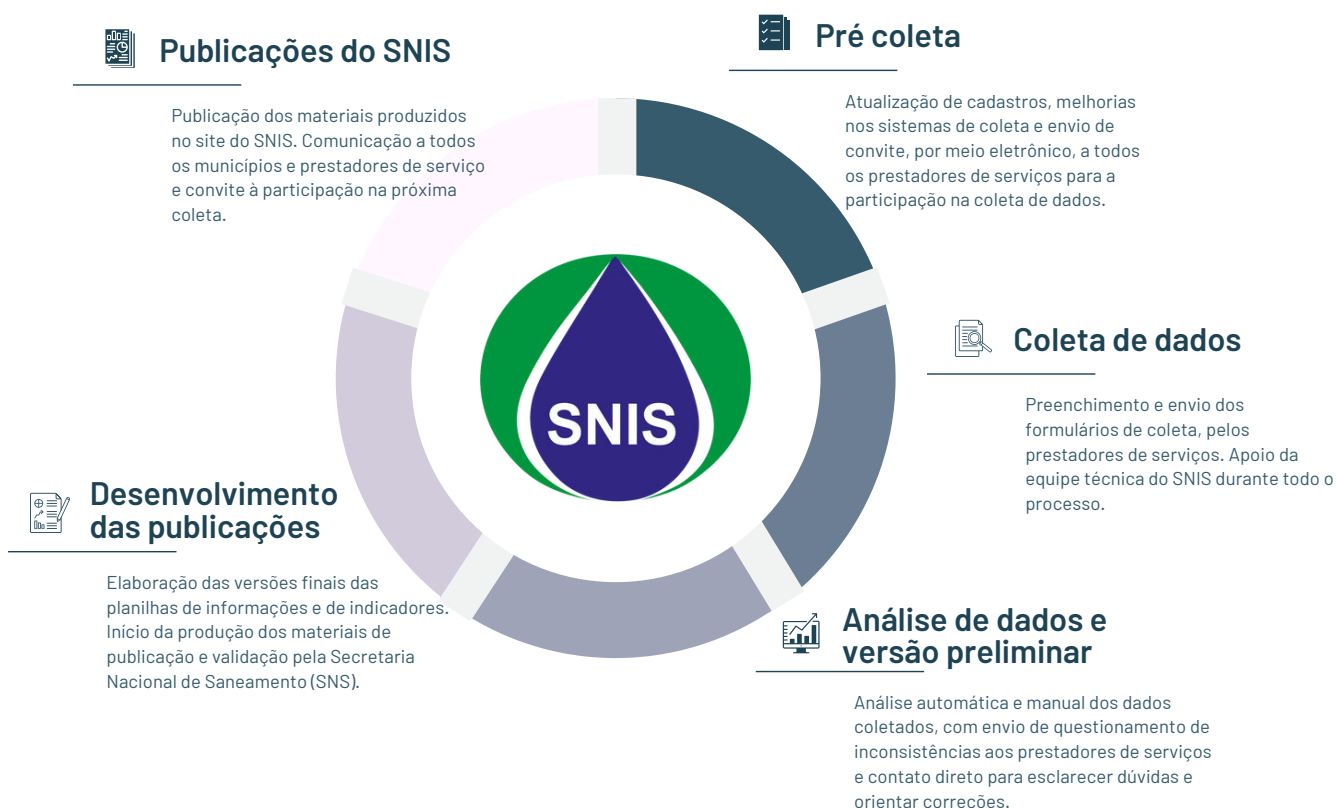 Publicações do SNIS
Publicação dos materiais produzidos
no site do SNIS. Comunicação a todos
os municípios e prestadores de serviço
e convite à participação na próxima
coleta.
Pré coleta
Atualização de cadastros, melhorias
nos sistemas de coleta e envio de
convite, por meio eletrônico, a todos
os prestadores de serviços para a
participação na coleta de dados.
SNIS
Coleta de dados
Preenchimento e envio dos
formulários de coleta, pelos
prestadores de serviços. Apoio da
equipe técnica do SNIS durante todo o
processo.
Desenvolvimento
das publicações
Elaboração das versões finais das
planilhas de informações e de indicadores.
Início da produção dos materiais de
publicação e validação pela Secretaria
Nacional de Saneamento (SNS).
Análise de dados e
versão preliminar
Análise automática e manual dos dados
coletados, com envio de questionamento de
inconsistências aos prestadores de serviços
e contato direto para esclarecer dúvidas e
orientar correções.